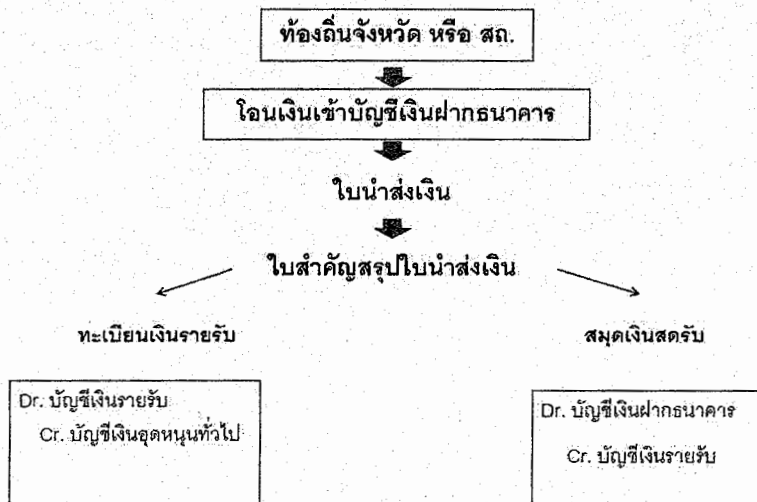 ท้องถิ่นจังหวัด หรือ สถ.
โอนเงินเข้าบัญชีเงินฝากธนาคาร
ใบนำส่งเงิน
ใบสำคัญสรุปใบนำส่งเงิน
ทะเบียนเงินรายรับ
สมุดเงินสดรับ
Dr. บัญชีเงินรายรับ
Cr. บัญชีเงินอุดหนุนทั่วไป
Dr. บัญชีเงินฝากธนาคาร
Cr. บัญชีเงินรายรับ